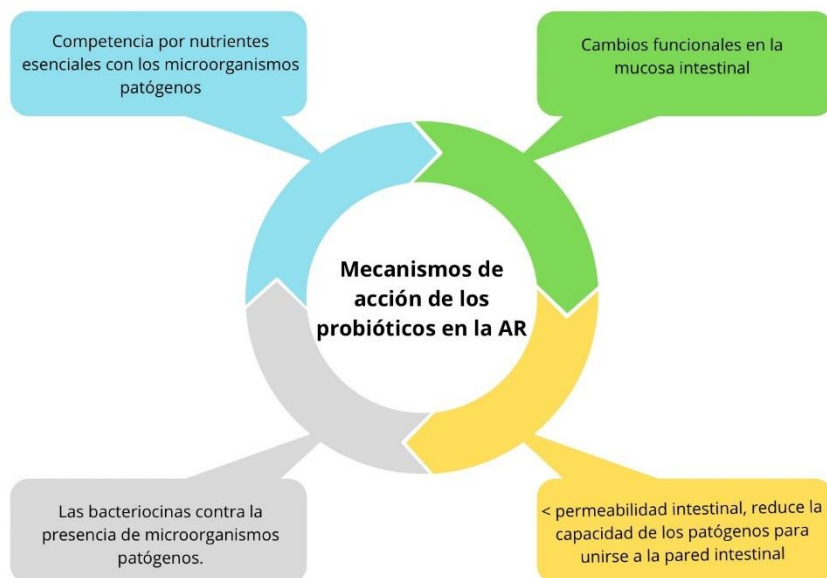 Competencia por nutrientes
esenciales con los microorganismos
patógenos
Cambios funcionales en la
mucosa intestinal
Mecanismos de
acción de los
probióticos en la AR
Las bacteriocinas contra la
presencia de microorganismos
patógenos.
< permeabilidad intestinal, reduce la
capacidad de los patógenos para
unirse a la pared intestinal